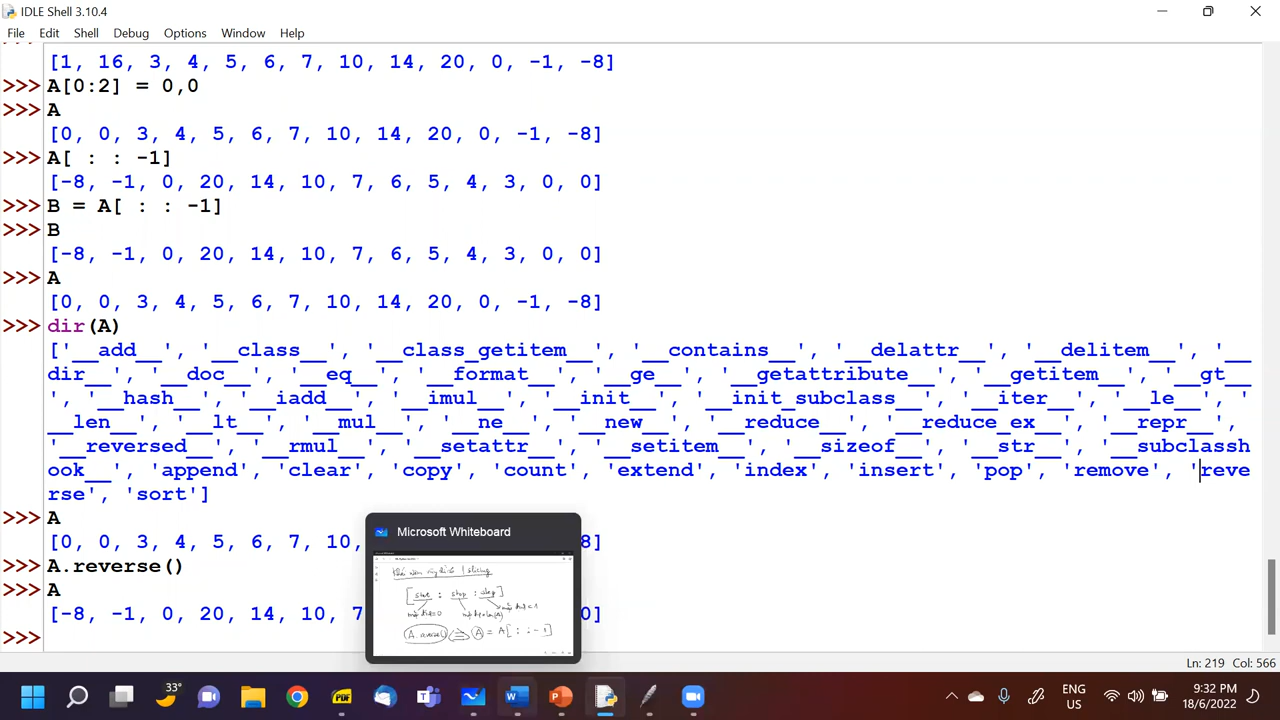 IDLE Shell 3.10.4
File Edit Shell Debug Options Window Help
[1, 16, 3, 4, 5, 6, 7, 10, 14, 20, 0, -1, -8]
>>> A[0:2] = 0,0
>>> A
[0, 0, 3, 4, 5, 6, 7, 10, 14, 20, 0, -1, -8]
>>> A[ : : -1]
[-8, -1, 0, 20, 14, 10, 7, 6, 5, 4, 3, 0, 0]
>>> B = A[ : : -1]
>>> B
[-8, -1, 0, 20, 14, 10, 7, 6, 5, 4, 3, 0, 0]
>>> A
[0, 0, 3, 4, 5, 6, 7, 10, 14, 20, 0, -1, -8]
>>> dir(A)
['__add__', '__class__', '__class_getitem__', '__contains__', '__delattr__', '__delitem__', '__
dir__', '__doc__', '__eq__', '__format__', '__ge__', '__getattribute__', '__getitem__', '__gt__
', '__hash__', '__iadd__', '__imul__', '__init__', '__init_subclass__', '__iter__', '__le__', '
__len__', '__lt__', '__mul__', '__ne__', '__new__', '__reduce__', '__reduce_ex__', '__repr__',
'__reversed__', '__rmul__', '__setattr__', '__setitem__', '__sizeof__', '__str__', '__subclassh
ook__', 'append', 'clear', 'copy', 'count', 'extend', 'index', 'insert', 'pop', 'remove', 'reve
rse', 'sort']
>>> A
[0, 0, 3, 4, 5, 6, 7, 10, 8]
>>> A.reverse()
>>> A
[-8, -1, 0, 20, 14, 10, 7 0]
>>>
Microsoft Whiteboard
slicing
[start : stop : step]
A.reverse() A = A[ : : -1]
Ln: 219 Col: 566
33°
ENG
US
9:32 PM
18/6/2022